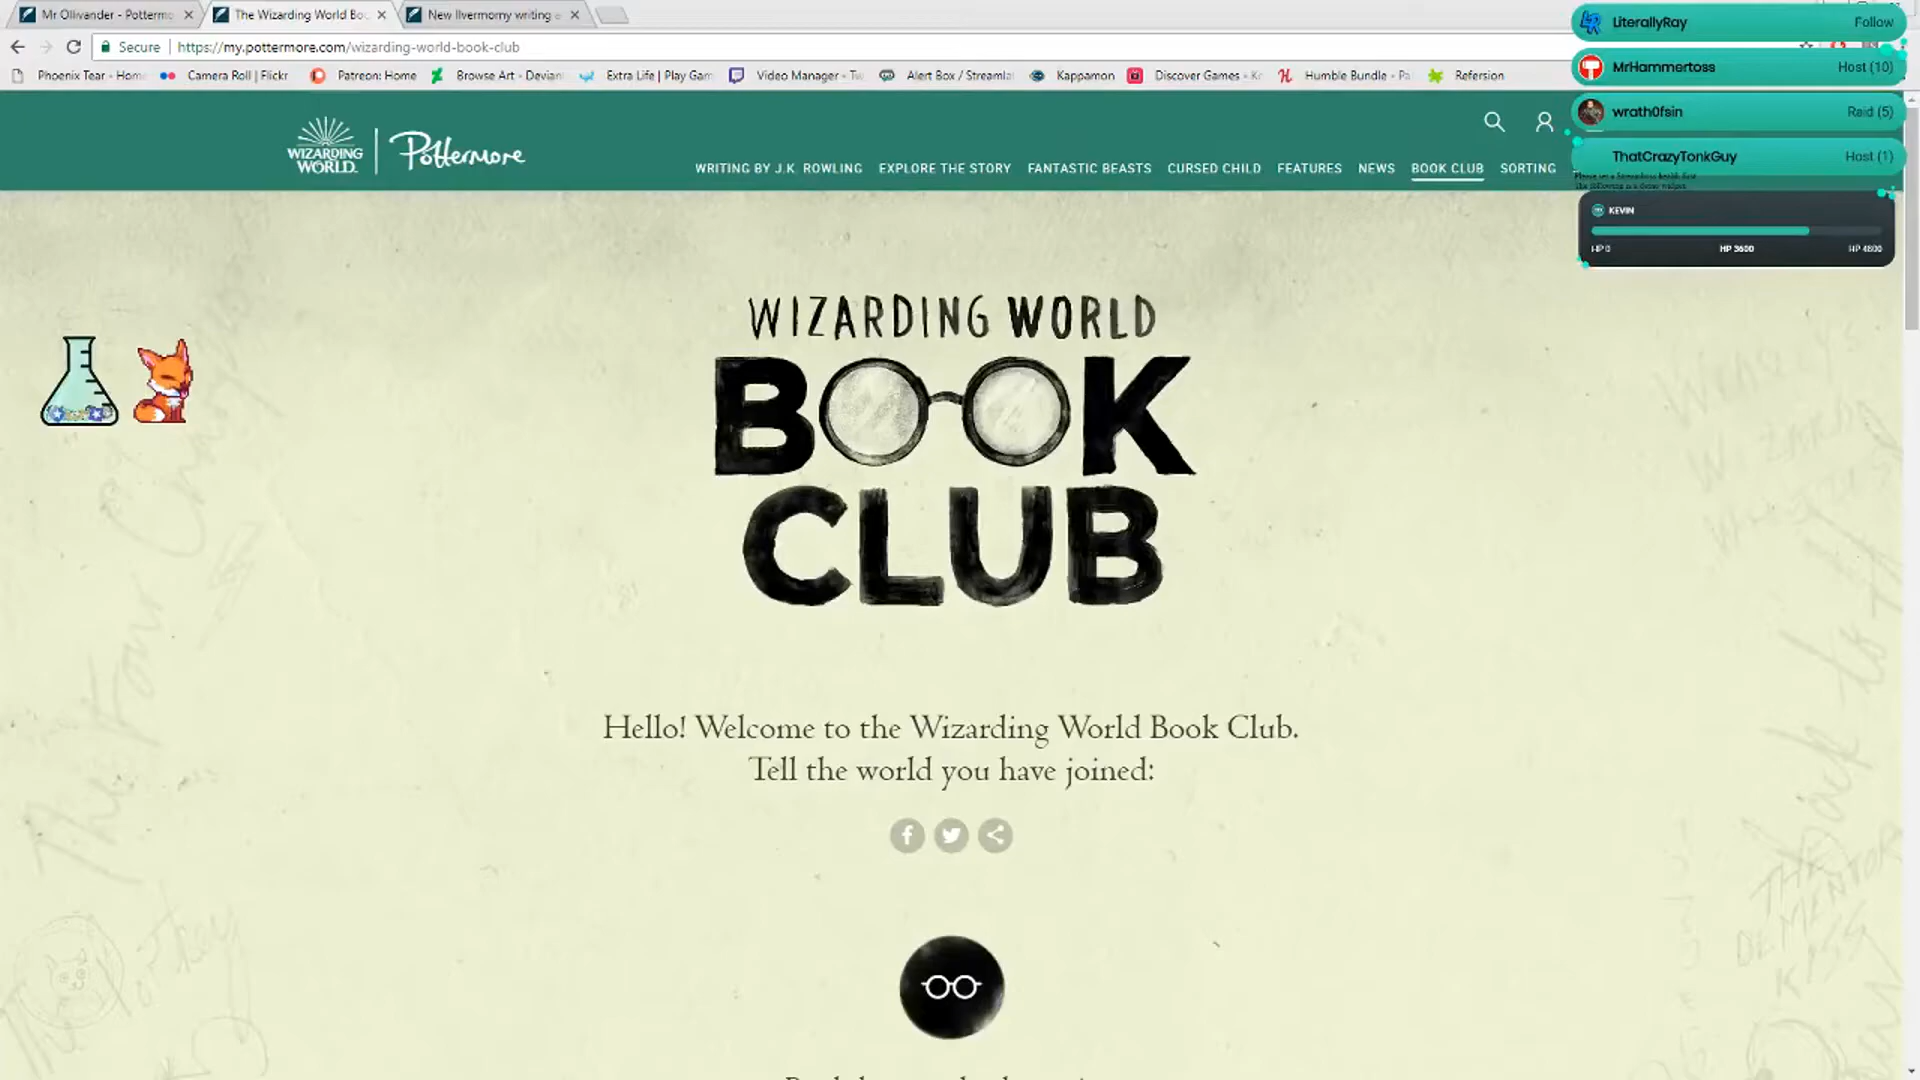 Mr Ollivander - Pottermo
The Wizarding World Bo
New Ilvermorny writing
Secure https://my.pottermore.com/wizarding-world-book-club
Phoenix Tear - Home Camera Roll | Flickr Patreon: Home Browse Art - Devian Extra Life | Play Gam Video Manager - Tw Alert Box / Streamla Kappamon Discover Games - Kr Humble Bundle - Pa Refersion
LiterallyRay Follow
MrHammertoss Host (10)
wrath0fsin Raid (5)
ThatCrazyTonkGuy Host (1)
KEVIN
HP 0 HP 3600 HP 4800
WIZARDING WORLD Pottermore
WRITING BY J.K. ROWLING EXPLORE THE STORY FANTASTIC BEASTS CURSED CHILD FEATURES NEWS BOOK CLUB SORTING
WIZARDING WORLD
BOOK
CLUB
Hello! Welcome to the Wizarding World Book Club.
Tell the world you have joined:
THE
DEMENTOR
KISS